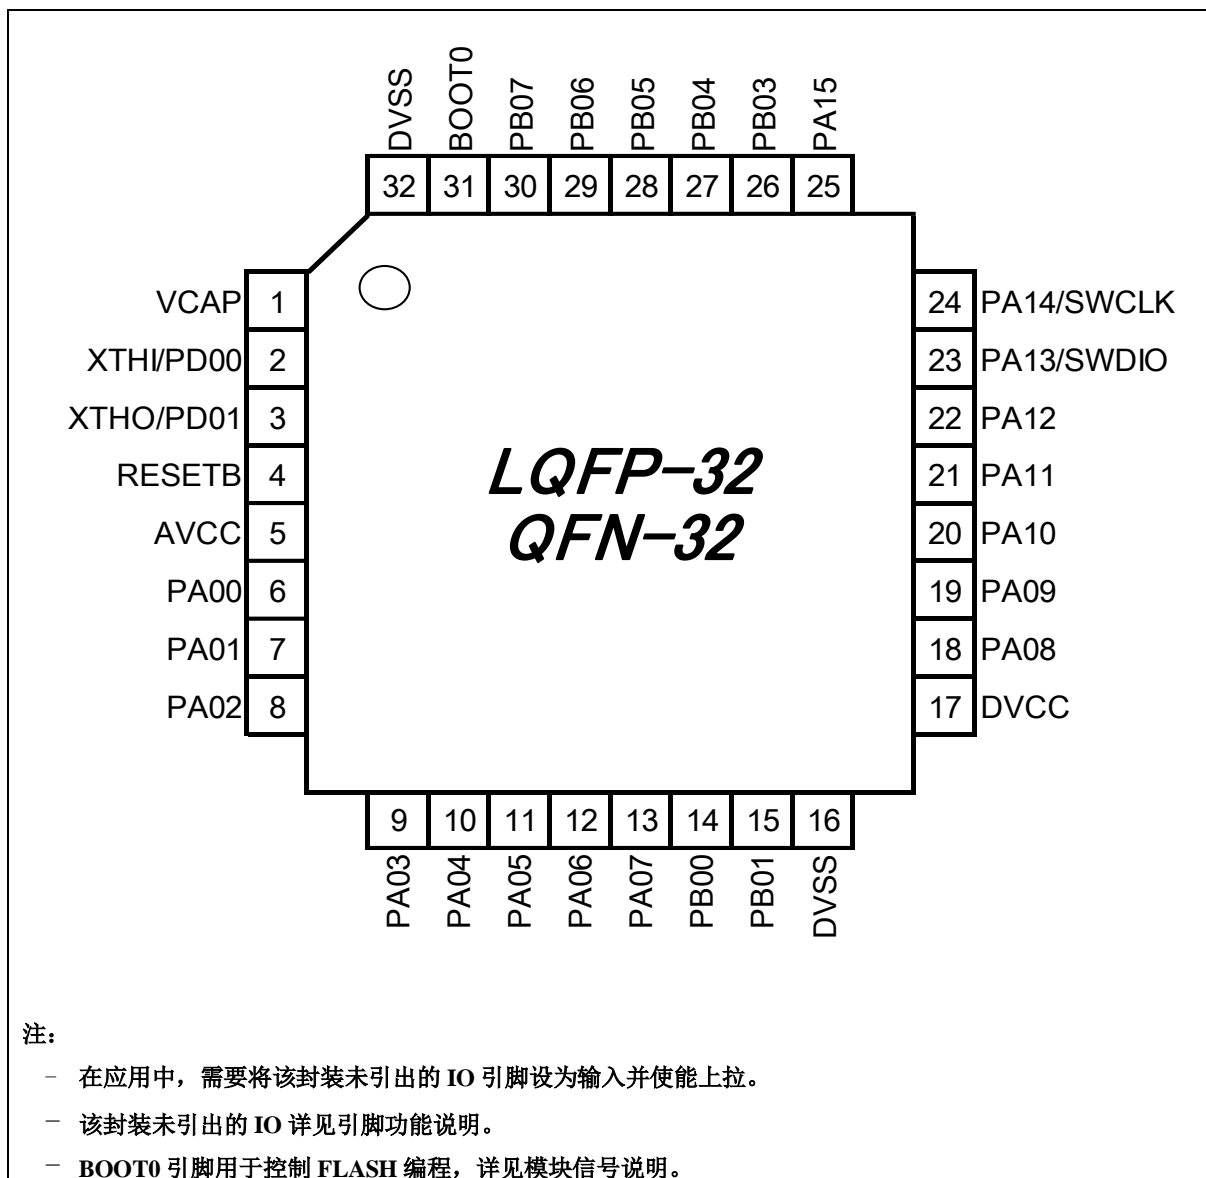 DVSS
BOOT0
PB07
PB06
PB05
PB04
PB03
PA15
32 31 30 29 28 27 26 25
VCAP 1
XTHI/PD00 2
XTHO/PD01 3
RESETB 4
AVCC 5
PA00 6
PA01 7
PA02 8
24 PA14/SWCLK
23 PA13/SWDIO
22 PA12
21 PA11
20 PA10
19 PA09
18 PA08
17 DVCC
LQFP-32
QFN-32
9 10 11 12 13 14 15 16
PA03
PA04
PA05
PA06
PA07
PB00
PB01
DVSS
注：
– 在应用中，需要将该封装未引出的 IO 引脚设为输入并使能上拉。
– 该封装未引出的 IO 详见引脚功能说明。
– BOOT0 引脚用于控制 FLASH 编程，详见模块信号说明。